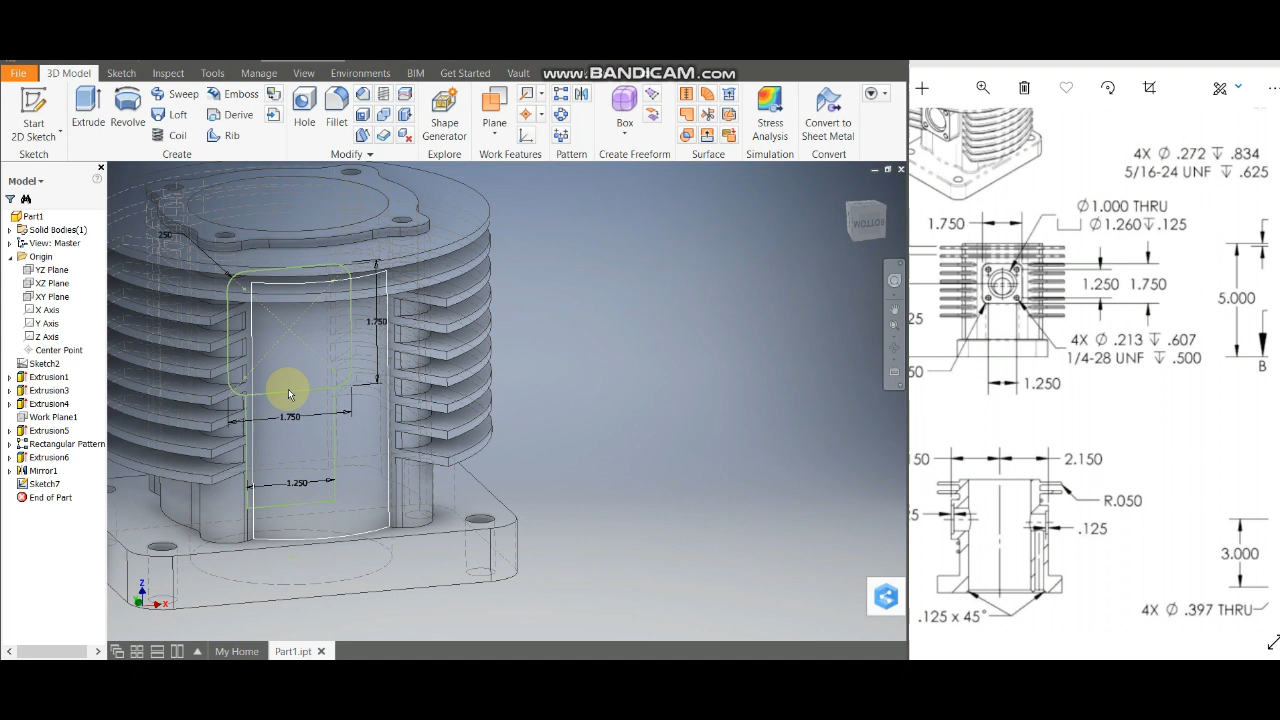 www.BANDICAM.com
File 3D Model Sketch Inspect Tools Manage View Environments BIM Get Started Vault
Start
2D Sketch
Extrude
Revolve
Sweep
Loft
Coil
Emboss
Derive
Rib
Hole
Fillet
Shape
Generator
Plane
Box
Stress
Analysis
Convert to
Sheet Metal
Sketch
Create
Modify
Explore
Work Features
Pattern
Create Freeform
Surface
Simulation
Convert
Model
Part1
Solid Bodies(1)
View: Master
Origin
YZ Plane
XZ Plane
XY Plane
X Axis
Y Axis
Z Axis
Center Point
Sketch2
Extrusion1
Extrusion3
Extrusion4
Work Plane1
Extrusion5
Rectangular Pattern
Extrusion6
Mirror1
Sketch7
End of Part
250
1.750
1.750
1.250
BOTTOM
Z
X
My Home
Part1.ipt
4X Ø .272 ↧ .834
5/16-24 UNF ↧ .625
Ø 1.000 THRU
⌴ Ø 1.260 ↧ .125
1.750
1.250 1.750
5.000
25
4X Ø .213 ↧ .607
1/4-28 UNF ↧ .500
B
50
1.250
150
2.150
R.050
25
.125
3.000
.125 x 45°
4X Ø .397 THRU